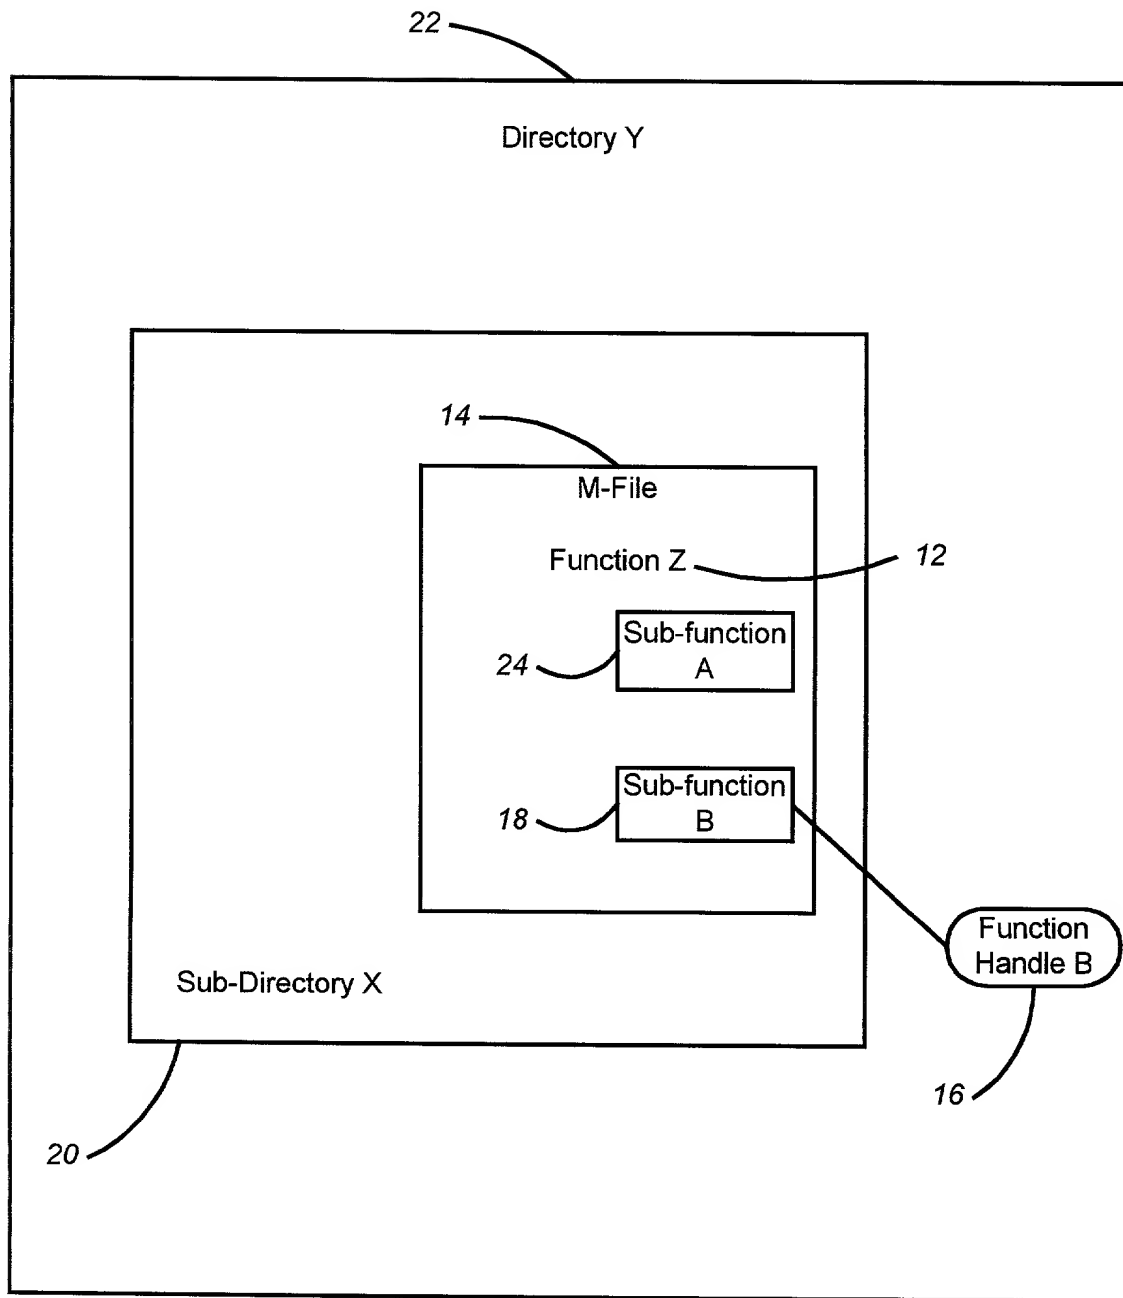 22
Directory Y
14
M-File
Function Z
12
Sub-function
A
24
Sub-function
B
18
Function
Handle B
Sub-Directory X
16
20